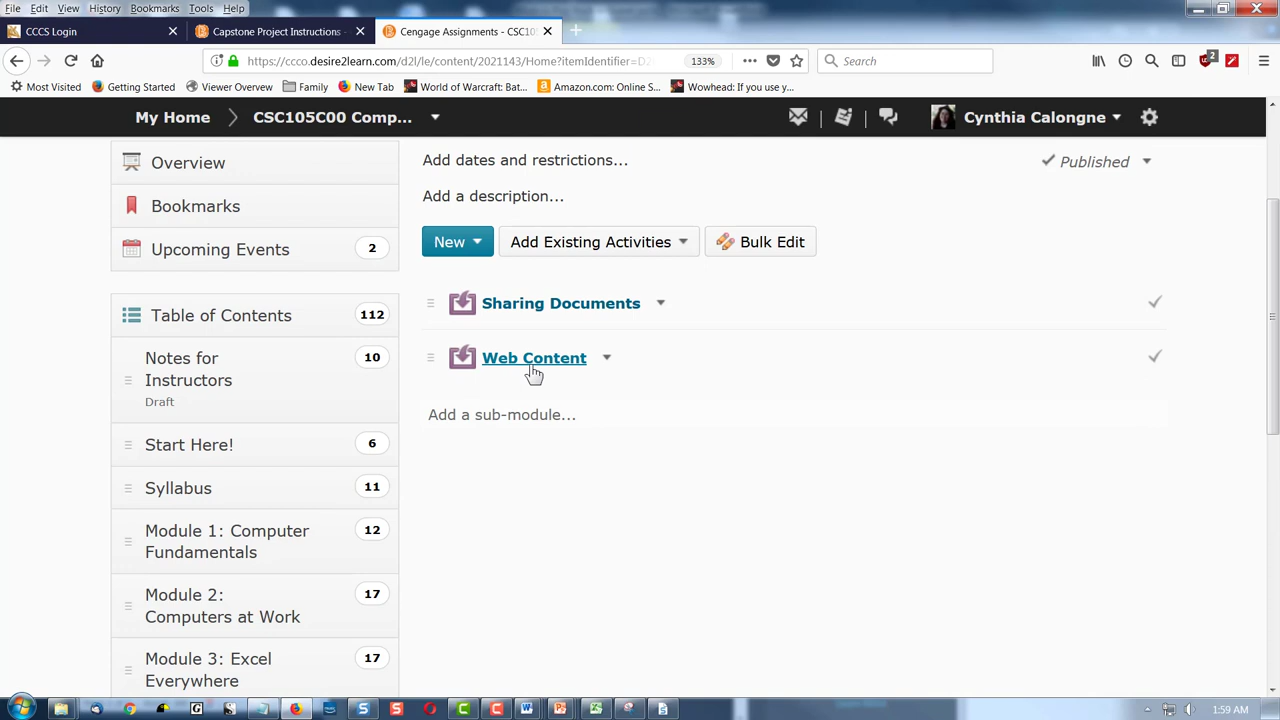 File Edit View History Bookmarks Tools Help
CCCS Login
Capstone Project Instructions -
Cengage Assignments - CSC10
https://ccco.desire2learn.com/d2l/le/content/2021143/Home?itemIdentifier=D2
133%
Search
2
Most Visited
Getting Started
Viewer Overview
Family
New Tab
World of Warcraft: Bat...
Amazon.com: Online S...
Wowhead: If you use y...
My Home
CSC105C00 Comp...
Cynthia Calongne
Overview
Bookmarks
Upcoming Events
2
Table of Contents
112
Notes for
Instructors
10
Draft
Start Here!
6
Syllabus
11
Module 1: Computer
Fundamentals
12
Module 2:
Computers at Work
17
Module 3: Excel
Everywhere
17
Add dates and restrictions...
Published
Add a description...
New
Add Existing Activities
Bulk Edit
Sharing Documents
Web Content
Add a sub-module...
1:59 AM